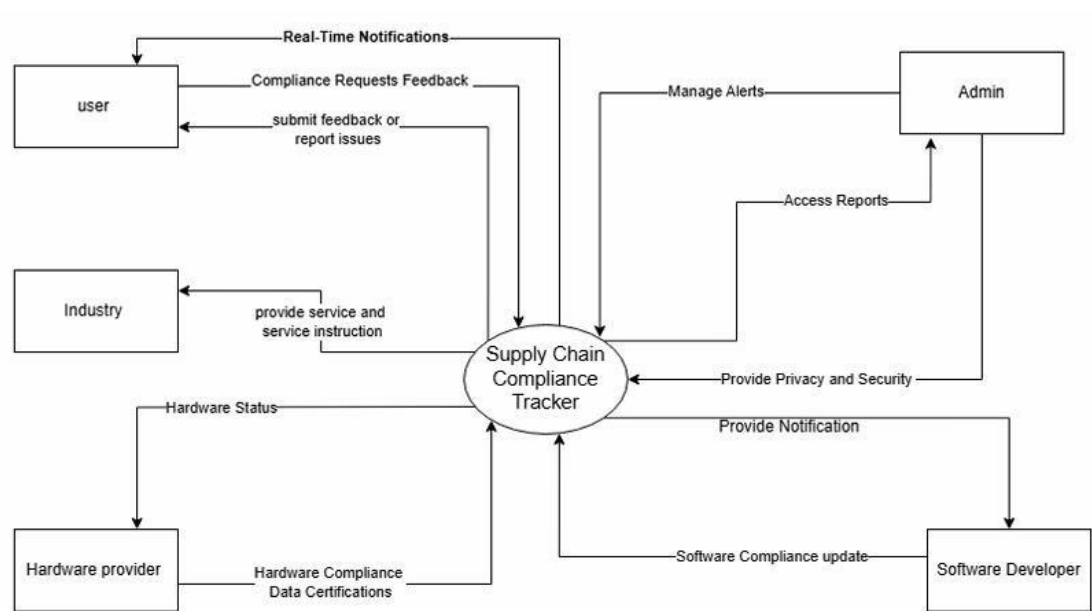 Real-Time Notifications
user
Compliance Requests Feedback
submit feedback or
report issues
Manage Alerts
Admin
Access Reports
Industry
provide service and
service instruction
Supply Chain
Compliance
Tracker
Provide Privacy and Security
Hardware Status
Provide Notification
Hardware provider
Hardware Compliance
Data Certifications
Software Compliance update
Software Developer